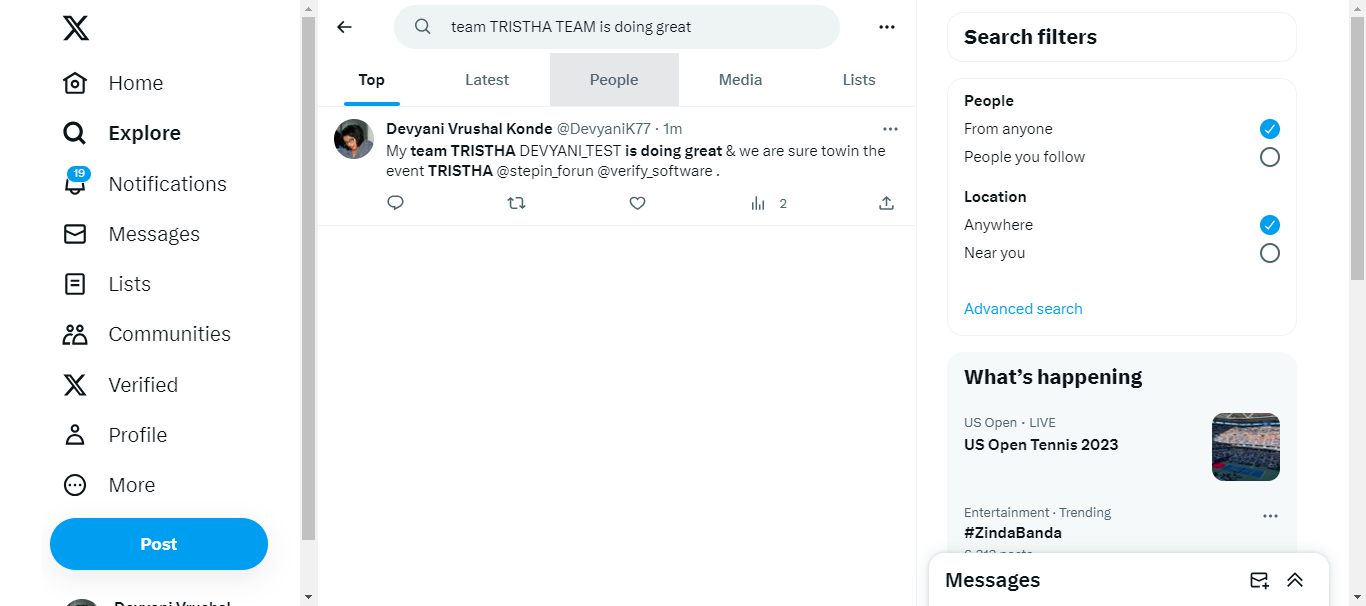 Home
Explore
19
Notifications
Messages
Lists
Communities
Verified
Profile
More
Post
team TRISTHA TEAM is doing great
Top
Latest
People
Media
Lists
Devyani Vrushal Konde @DevyaniK77 · 1m
My team TRISTHA DEVYANI_TEST is doing great & we are sure towin the
event TRISTHA @stepin_forun @verify_software .
2
Search filters
People
From anyone
People you follow
Location
Anywhere
Near you
Advanced search
What’s happening
US Open · LIVE
US Open Tennis 2023
Entertainment · Trending
#ZindaBanda
Messages